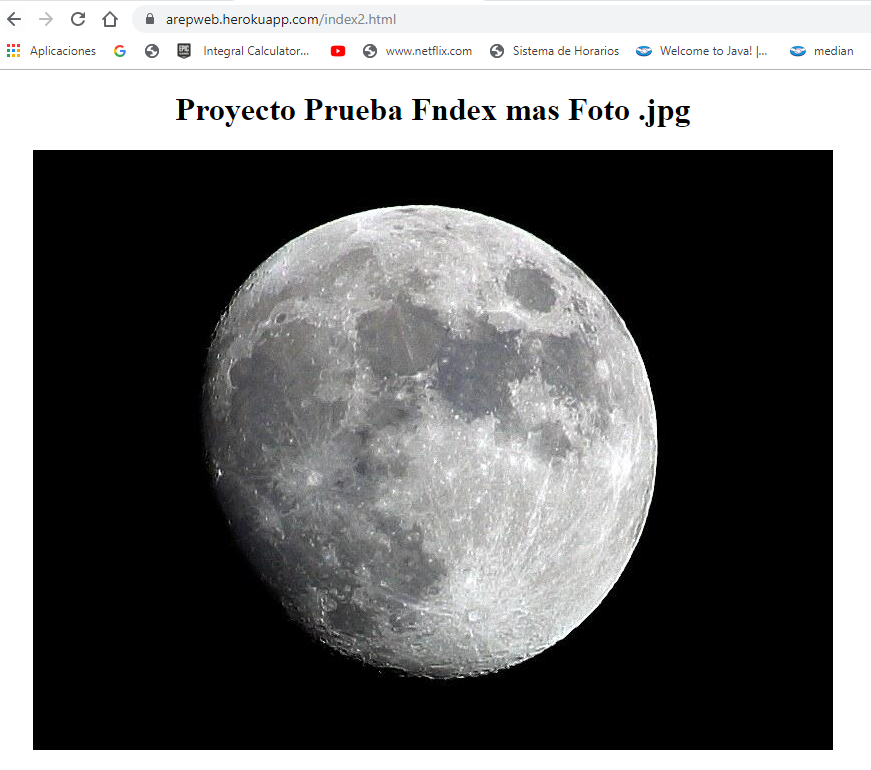 arepweb.herokuapp.com/index2.html
Aplicaciones Integral Calculator... www.netflix.com Sistema de Horarios Welcome to Java! |... median
Proyecto Prueba Fndex mas Foto .jpg